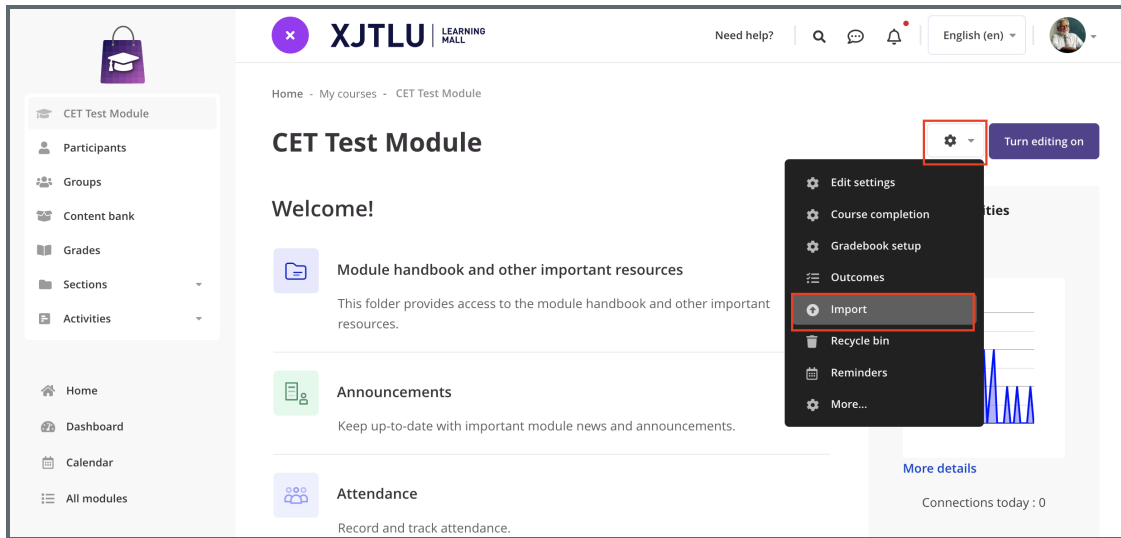 XJTLU LEARNING MALL
Need help?
English (en)
Home - My courses - CET Test Module
CET Test Module
Participants
Groups
Content bank
Grades
Sections
Activities
Home
Dashboard
Calendar
All modules
CET Test Module
Turn editing on
Edit settings
Course completion
Gradebook setup
Outcomes
Import
Recycle bin
Reminders
More...
Welcome!
Module handbook and other important resources
This folder provides access to the module handbook and other important
resources.
Announcements
Keep up-to-date with important module news and announcements.
Attendance
Record and track attendance.
ities
More details
Connections today : 0